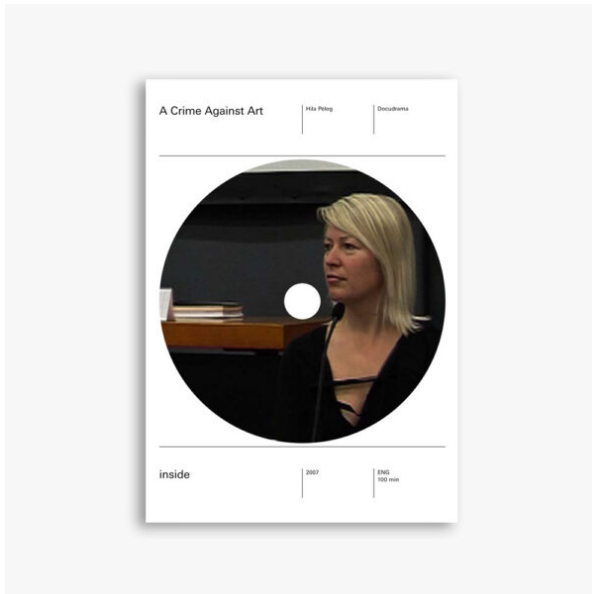 A Crime Against Art
Hila Peleg
Docudrama
inside
2007
ENG
100 min